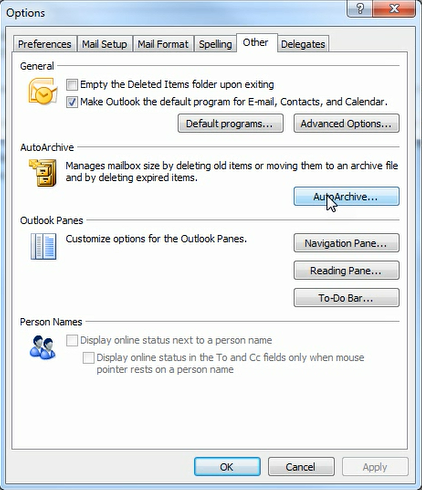 Options
Preferences Mail Setup Mail Format Spelling Other Delegates
General
Empty the Deleted Items folder upon exiting
Make Outlook the default program for E-mail, Contacts, and Calendar.
Default programs... Advanced Options...
AutoArchive
Manages mailbox size by deleting old items or moving them to an archive file
and by deleting expired items.
AutoArchive...
Outlook Panes
Customize options for the Outlook Panes.
Navigation Pane...
Reading Pane...
To-Do Bar...
Person Names
Display online status next to a person name
Display online status in the To and Cc fields only when mouse
pointer rests on a person name
OK Cancel Apply